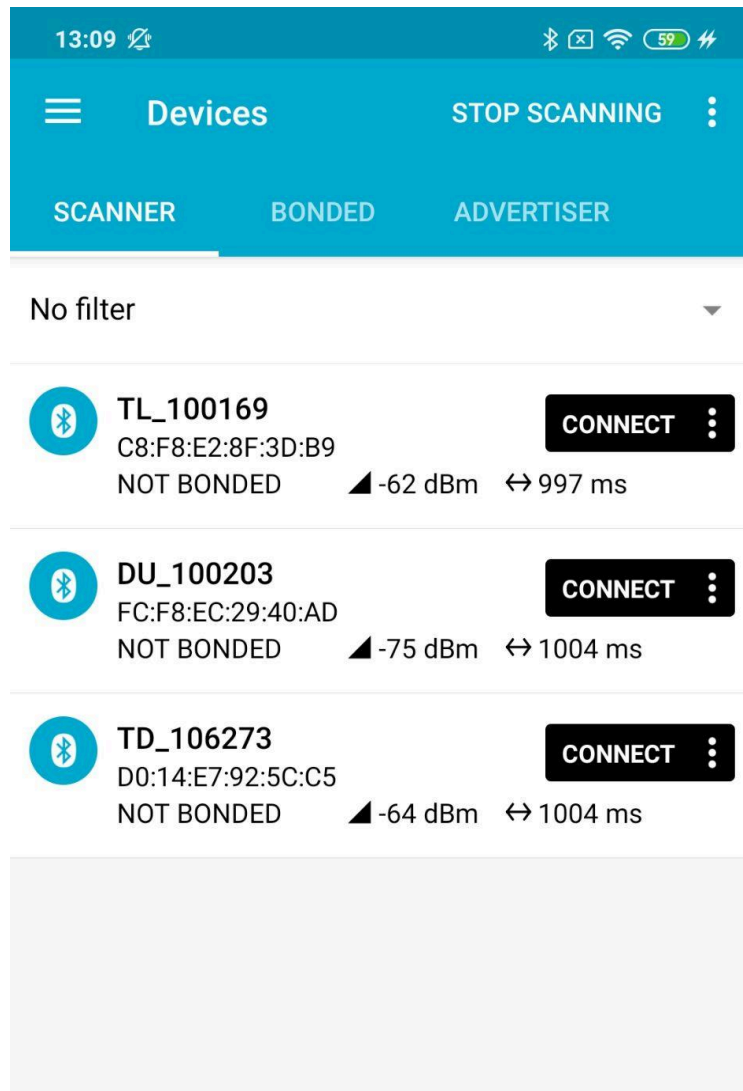 13:09 59
Devices STOP SCANNING
SCANNER BONDED ADVERTISER
No filter
TL_100169 CONNECT
C8:F8:E2:8F:3D:B9
NOT BONDED -62 dBm 997 ms
DU_100203 CONNECT
FC:F8:EC:29:40:AD
NOT BONDED -75 dBm 1004 ms
TD_106273 CONNECT
D0:14:E7:92:5C:C5
NOT BONDED -64 dBm 1004 ms